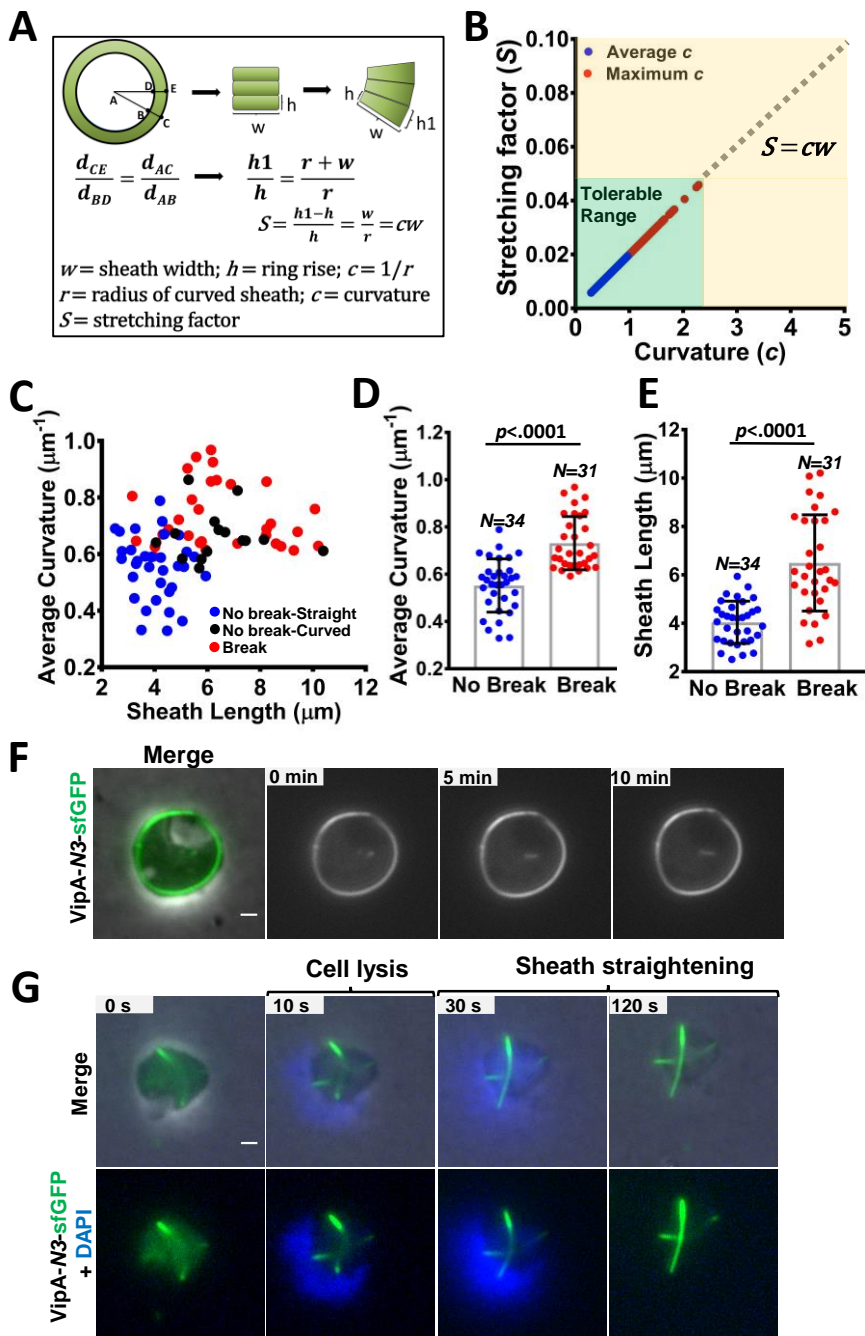 A
D
E
A
B
C
h
w
h
w
h1
d_CE/d_BD = d_AC/d_AB → h1/h = (r + w)/r
S = (h1−h)/h = w/r = cw
w = sheath width; h = ring rise; c = 1/r
r = radius of curved sheath; c = curvature
S = stretching factor
B
Stretching factor (S)
0.10
0.08
0.06
0.04
0.02
0.00
Average c
Maximum c
S = cw
Tolerable
Range
0 1 2 3 4 5
Curvature (c)
C
Average Curvature (μm-1)
1.0
0.8
0.6
0.4
0.2
No break-Straight
No break-Curved
Break
2 4 6 8 10 12
Sheath Length (μm)
D
Average Curvature (μm-1)
1.2
1.0
0.8
0.6
0.4
0.2
p<.0001
N=34
N=31
No Break Break
E
Sheath Length (μm)
12
10
8
6
4
2
p<.0001
N=34
N=31
No Break Break
F
Merge
VipA-N3-sfGFP
0 min
5 min
10 min
G
Cell lysis
Sheath straightening
0 s
10 s
30 s
120 s
Merge
VipA-N3-sfGFP
+ DAPI